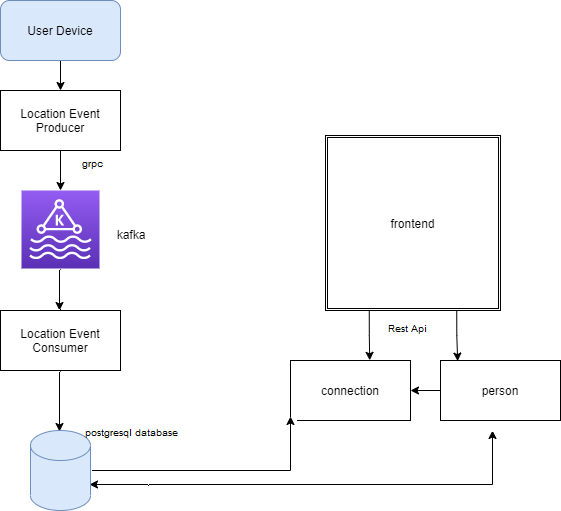 User Device
Location Event
Producer
grpc
K
kafka
frontend
Location Event
Consumer
Rest Api
connection
person
postgresql database